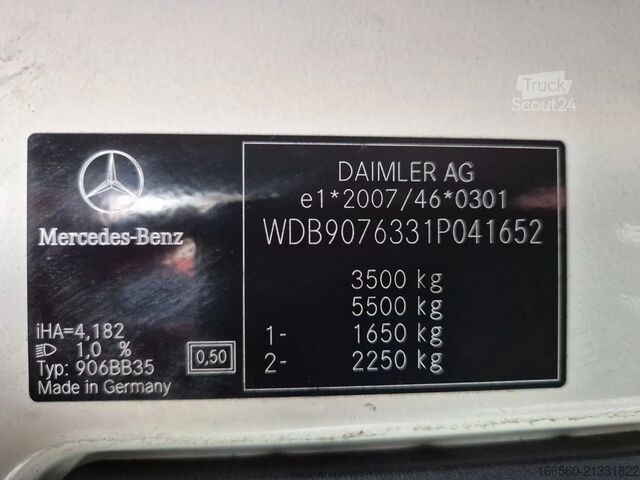 Truck
Scout24
DAIMLER AG
e1*2007/46*0301
WDB9076331P041652
3500 kg
5500 kg
1- 1650 kg
2- 2250 kg
Mercedes-Benz
iHA=4,182
1,0 %
Typ: 906BB35
Made in Germany
0,50
166560-21331822